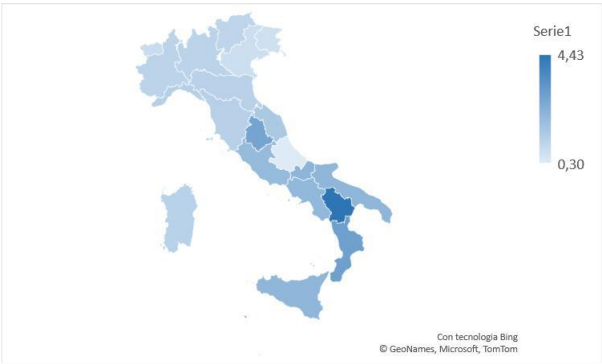 Serie1
4,43
0,30
Con tecnologia Bing
© GeoNames, Microsoft, TomTom